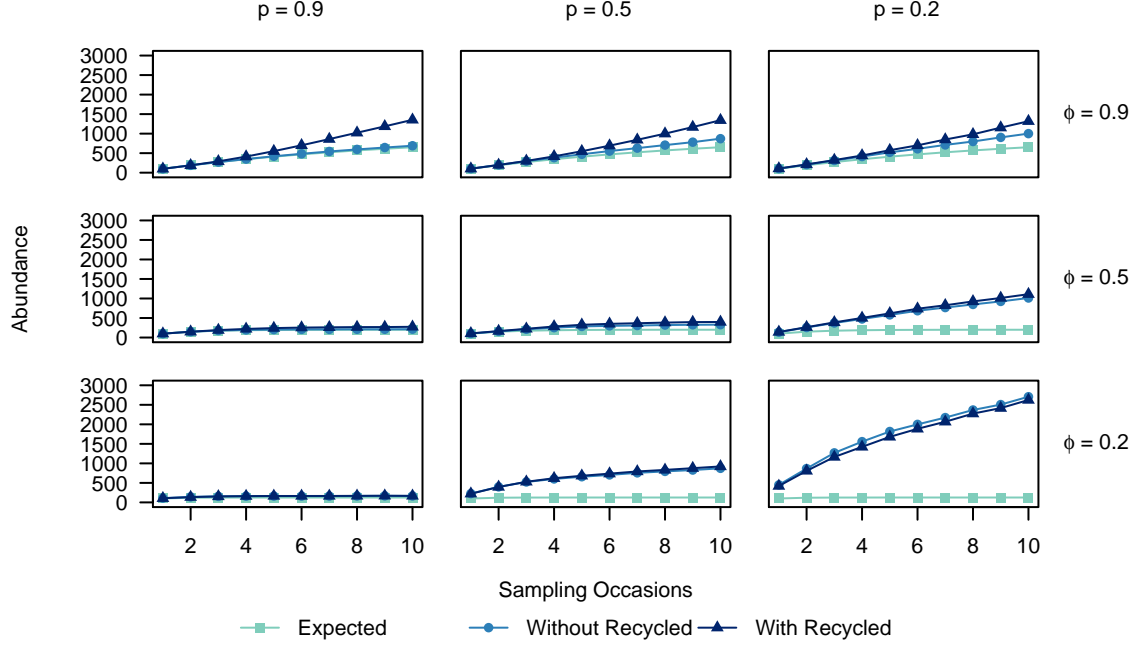 p = 0.9 p = 0.5 p = 0.2
3000
2500
2000
1500
1000
500
0
ϕ = 0.9
3000
2500
2000
1500
1000
500
0
ϕ = 0.5
3000
2500
2000
1500
1000
500
0
ϕ = 0.2
Abundance
2 4 6 8 10 2 4 6 8 10 2 4 6 8 10
Sampling Occasions
Expected Without Recycled With Recycled